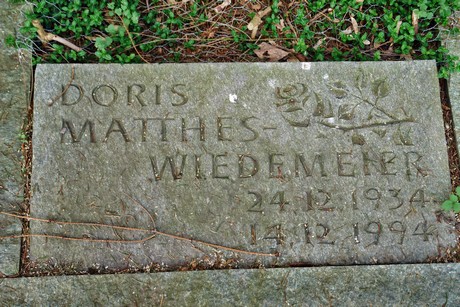 DORIS
MATTHES-
WIEDEMEIER
24.12.1934
14.12.1994